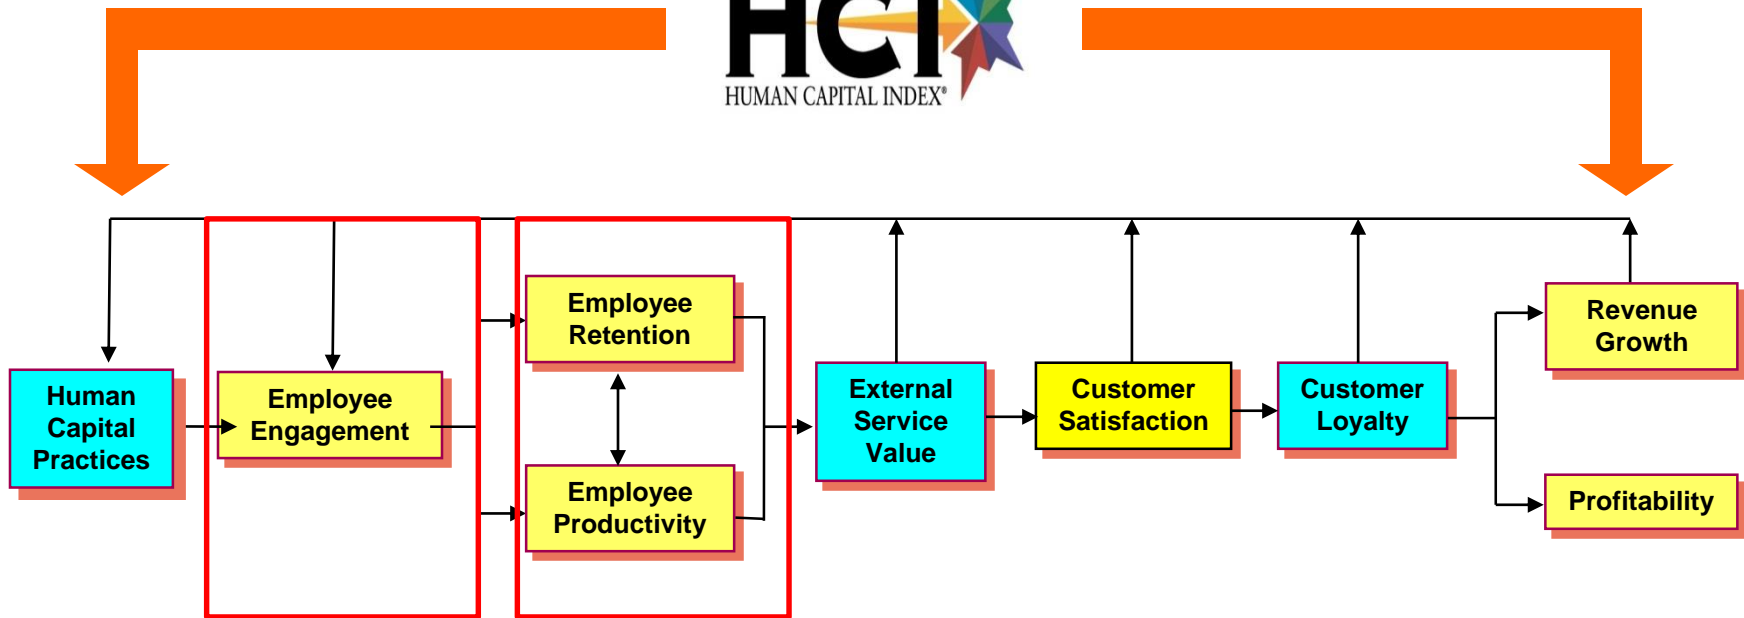 HCI
HUMAN CAPITAL INDEX®
Human
Capital
Practices
Employee
Engagement
Employee
Retention
Employee
Productivity
External
Service
Value
Customer
Satisfaction
Customer
Loyalty
Revenue
Growth
Profitability